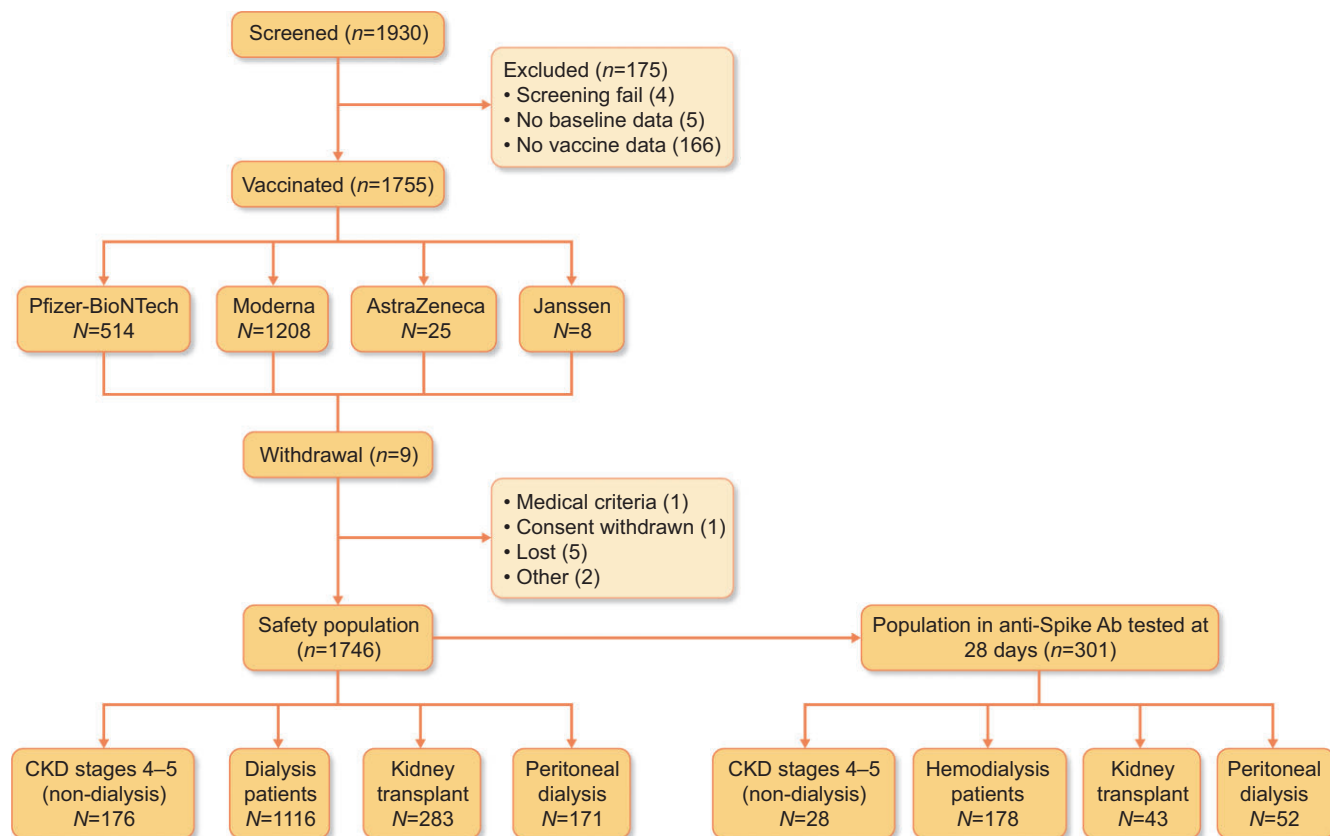 Screened (n=1930)
Excluded (n=175)
• Screening fail (4)
• No baseline data (5)
• No vaccine data (166)
Vaccinated (n=1755)
Pfizer-BioNTech
N=514
Moderna
N=1208
AstraZeneca
N=25
Janssen
N=8
Withdrawal (n=9)
• Medical criteria (1)
• Consent withdrawn (1)
• Lost (5)
• Other (2)
Safety population
(n=1746)
Population in anti-Spike Ab tested at
28 days (n=301)
CKD stages 4–5
(non-dialysis)
N=176
Dialysis
patients
N=1116
Kidney
transplant
N=283
Peritoneal
dialysis
N=171
CKD stages 4–5
(non-dialysis)
N=28
Hemodialysis
patients
N=178
Kidney
transplant
N=43
Peritoneal
dialysis
N=52